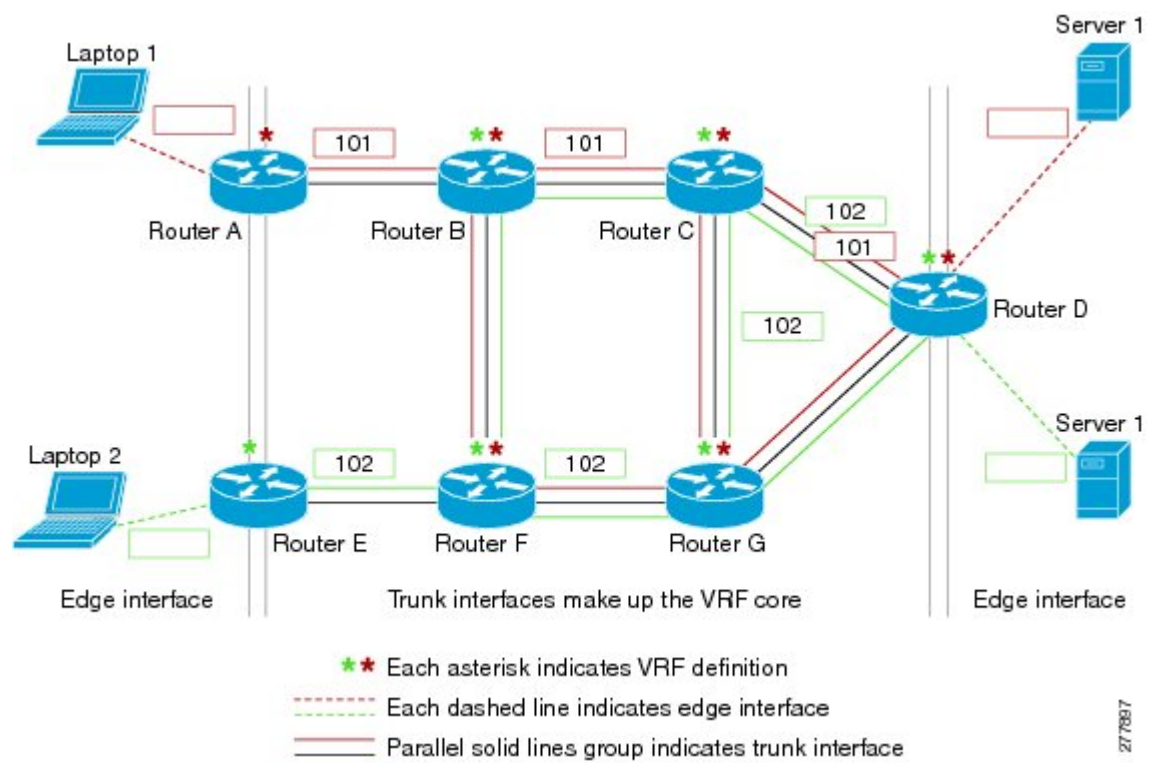 Server 1
Laptop 1
* 101 ** 101 **
Router A
Router B
Router C
102
101
**
Router D
102
Server 1
Laptop 2
* 102 ** 102 **
Router E
Router F
Router G
Edge interface
Trunk interfaces make up the VRF core
Edge interface
** Each asterisk indicates VRF definition
Each dashed line indicates edge interface
Parallel solid lines group indicates trunk interface
277897